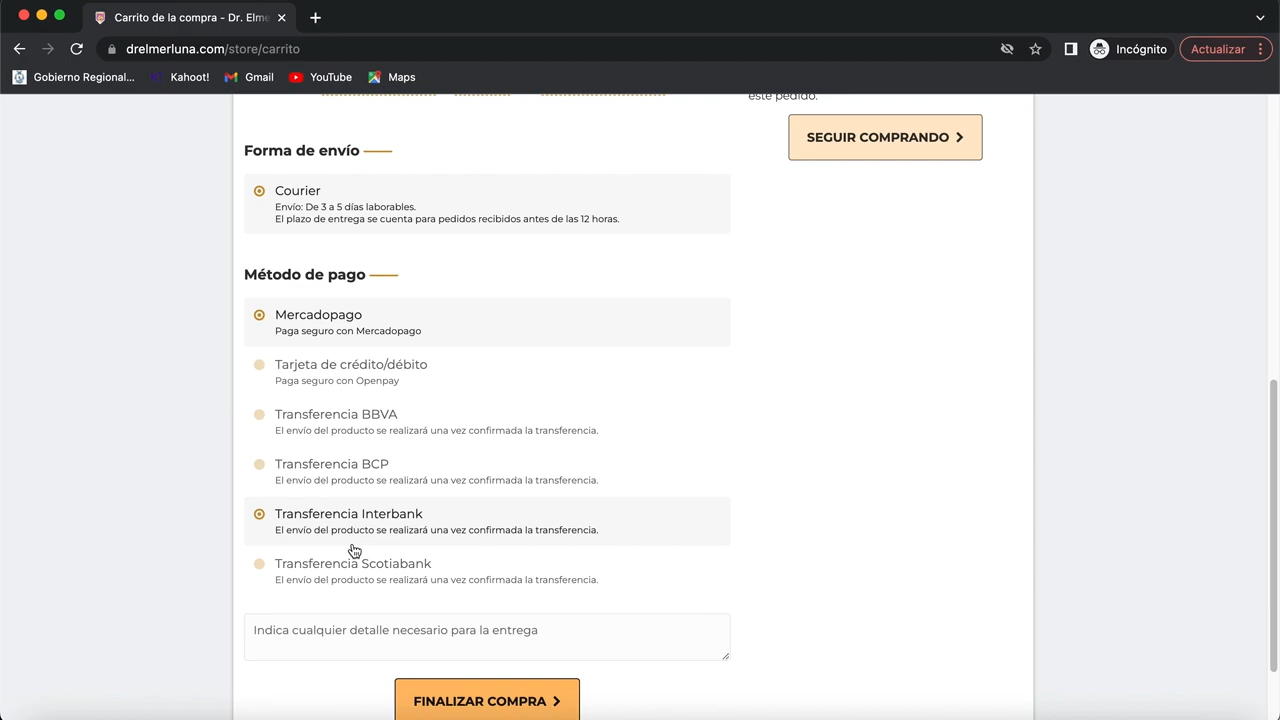 Carrito de la compra - Dr. Elme
drelmerluna.com/store/carrito
Incógnito
Actualizar
Gobierno Regional...
Kahoot!
Gmail
YouTube
Maps
este pedido.
SEGUIR COMPRANDO
Forma de envío
Courier
Envío: De 3 a 5 días laborables.
El plazo de entrega se cuenta para pedidos recibidos antes de las 12 horas.
Método de pago
Mercadopago
Paga seguro con Mercadopago
Tarjeta de crédito/débito
Paga seguro con Openpay
Transferencia BBVA
El envío del producto se realizará una vez confirmada la transferencia.
Transferencia BCP
El envío del producto se realizará una vez confirmada la transferencia.
Transferencia Interbank
El envío del producto se realizará una vez confirmada la transferencia.
Transferencia Scotiabank
El envío del producto se realizará una vez confirmada la transferencia.
Indica cualquier detalle necesario para la entrega
FINALIZAR COMPRA